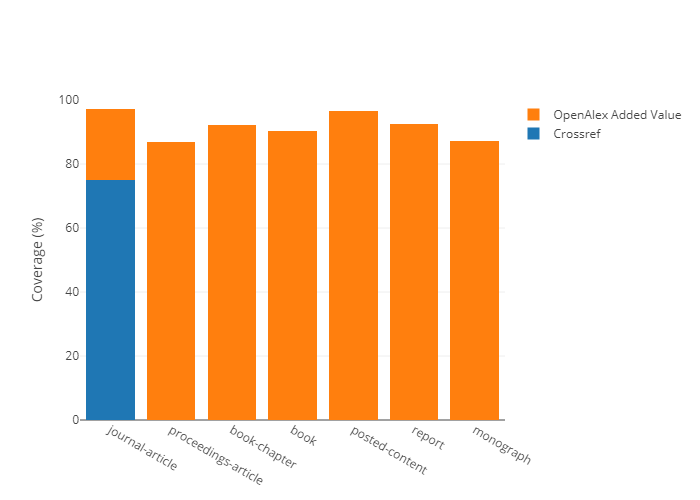 100
80
60
40
20
0
Coverage (%)
journal-article
proceedings-article
book-chapter
book
posted-content
report
monograph
OpenAlex Added Value
Crossref